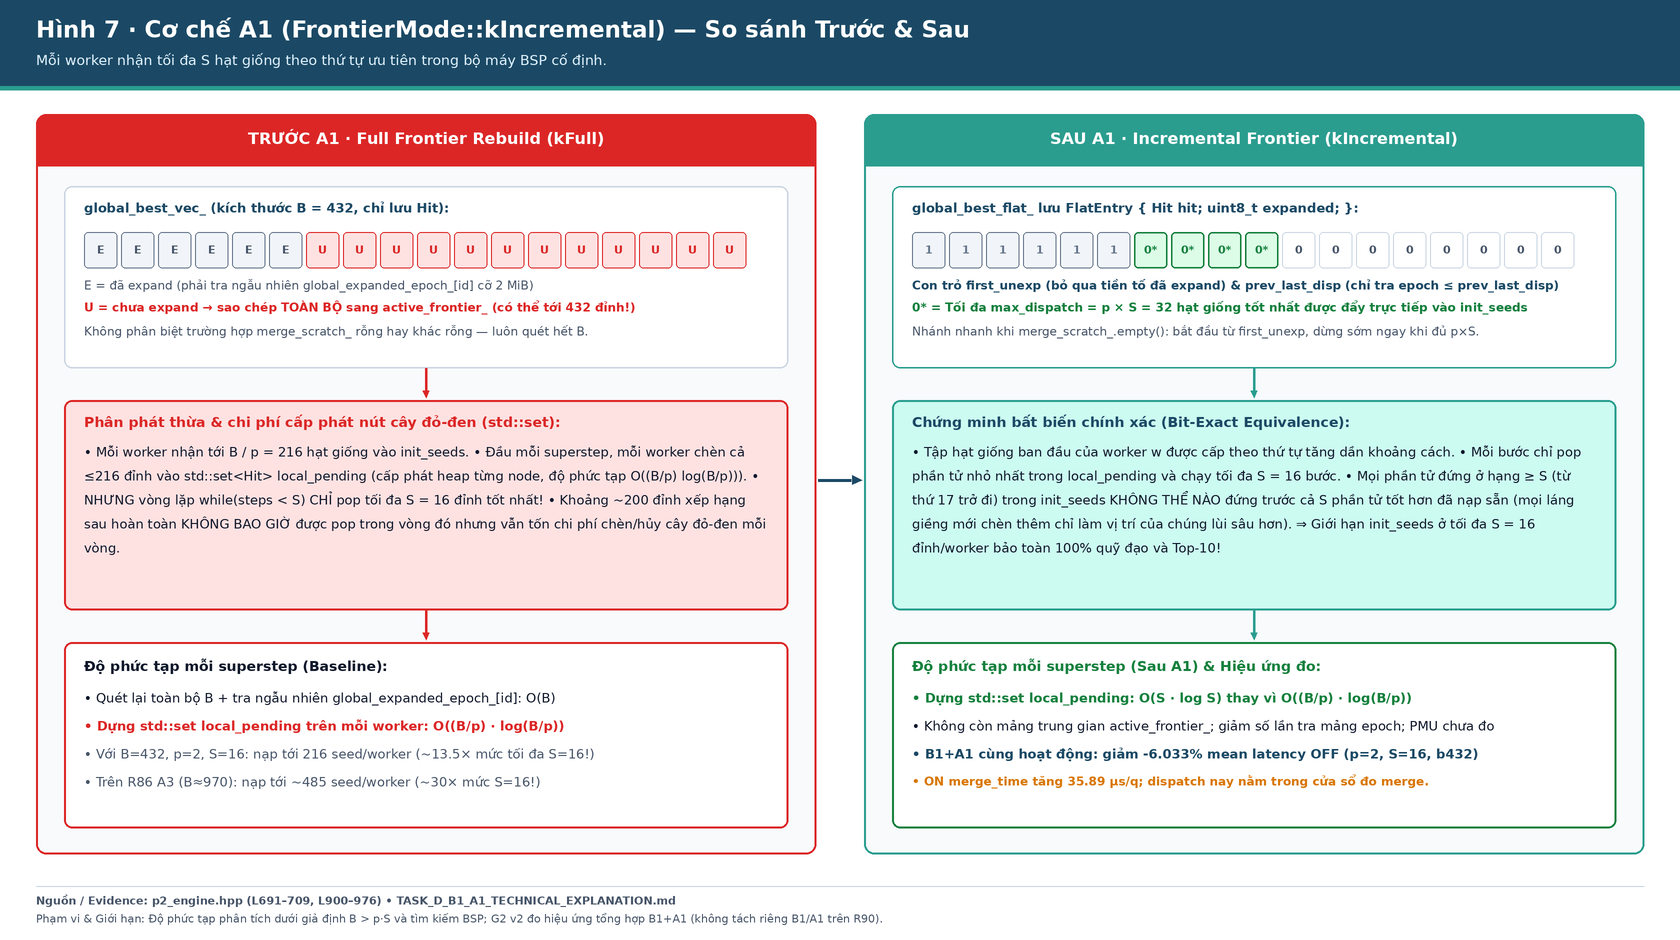 Hình 7 · Cơ chế A1 (FrontierMode::kIncremental) — So sánh Trước & Sau
Mỗi worker nhận tối đa S hạt giống theo thứ tự ưu tiên trong bộ máy BSP cố định.
TRƯỚC A1 · Full Frontier Rebuild (kFull)
global_best_vec_ (kích thước B = 432, chỉ lưu Hit):
E E E E E E U U U U U U U U U U U U
E = đã expand (phải tra ngẫu nhiên global_expanded_epoch_[id] cỡ 2 MiB)
U = chưa expand → sao chép TOÀN BỘ sang active_frontier_ (có thể tới 432 đỉnh!)
Không phân biệt trường hợp merge_scratch_ rỗng hay khác rỗng — luôn quét hết B.
Phân phát thừa & chi phí cấp phát nút cây đỏ-đen (std::set):
• Mỗi worker nhận tới B / p = 216 hạt giống vào init_seeds. • Đầu mỗi superstep, mỗi worker chèn cả
≤216 đỉnh vào std::set<Hit> local_pending (cấp phát heap từng node, độ phức tạp O((B/p) log(B/p))). •
NHƯNG vòng lặp while(steps < S) CHỈ pop tối đa S = 16 đỉnh tốt nhất! • Khoảng ~200 đỉnh xếp hạng
sau hoàn toàn KHÔNG BAO GIỜ được pop trong vòng đó nhưng vẫn tốn chi phí chèn/hủy cây đỏ-đen mỗi
vòng.
Độ phức tạp mỗi superstep (Baseline):
• Quét lại toàn bộ B + tra ngẫu nhiên global_expanded_epoch_[id]: O(B)
• Dựng std::set local_pending trên mỗi worker: O((B/p) · log(B/p))
• Với B=432, p=2, S=16: nạp tới 216 seed/worker (~13.5× mức tối đa S=16!)
• Trên R86 A3 (B≈970): nạp tới ~485 seed/worker (~30× mức S=16!)
SAU A1 · Incremental Frontier (kIncremental)
global_best_flat_ lưu FlatEntry { Hit hit; uint8_t expanded; }:
1 1 1 1 1 1 0* 0* 0* 0* 0 0 0 0 0 0 0 0
Con trỏ first_unexp (bỏ qua tiền tố đã expand) & prev_last_disp (chỉ tra epoch ≤ prev_last_disp)
0* = Tối đa max_dispatch = p × S = 32 hạt giống tốt nhất được đẩy trực tiếp vào init_seeds
Nhánh nhanh khi merge_scratch_.empty(): bắt đầu từ first_unexp, dừng sớm ngay khi đủ p×S.
Chứng minh bất biến chính xác (Bit-Exact Equivalence):
• Tập hạt giống ban đầu của worker w được cấp theo thứ tự tăng dần khoảng cách. • Mỗi bước chỉ pop
phần tử nhỏ nhất trong local_pending và chạy tối đa S = 16 bước. • Mọi phần tử đứng ở hạng ≥ S (từ
thứ 17 trở đi) trong init_seeds KHÔNG THỂ NÀO đứng trước cả S phần tử tốt hơn đã nạp sẵn (mọi láng
giềng mới chèn thêm chỉ làm vị trí của chúng lùi sâu hơn). ⇒ Giới hạn init_seeds ở tối đa S = 16
đỉnh/worker bảo toàn 100% quỹ đạo và Top-10!
Độ phức tạp mỗi superstep (Sau A1) & Hiệu ứng đo:
• Dựng std::set local_pending: O(S · log S) thay vì O((B/p) · log(B/p))
• Không còn mảng trung gian active_frontier_; giảm số lần tra mảng epoch; PMU chưa đo
• B1+A1 cùng hoạt động: giảm -6.033% mean latency OFF (p=2, S=16, b432)
• ON merge_time tăng 35.89 µs/q; dispatch nay nằm trong cửa sổ đo merge.
Nguồn / Evidence: p2_engine.hpp (L691–709, L900–976) • TASK_D_B1_A1_TECHNICAL_EXPLANATION.md
Phạm vi & Giới hạn: Độ phức tạp phân tích dưới giả định B > p·S và tìm kiếm BSP; G2 v2 đo hiệu ứng tổng hợp B1+A1 (không tách riêng B1/A1 trên R90).